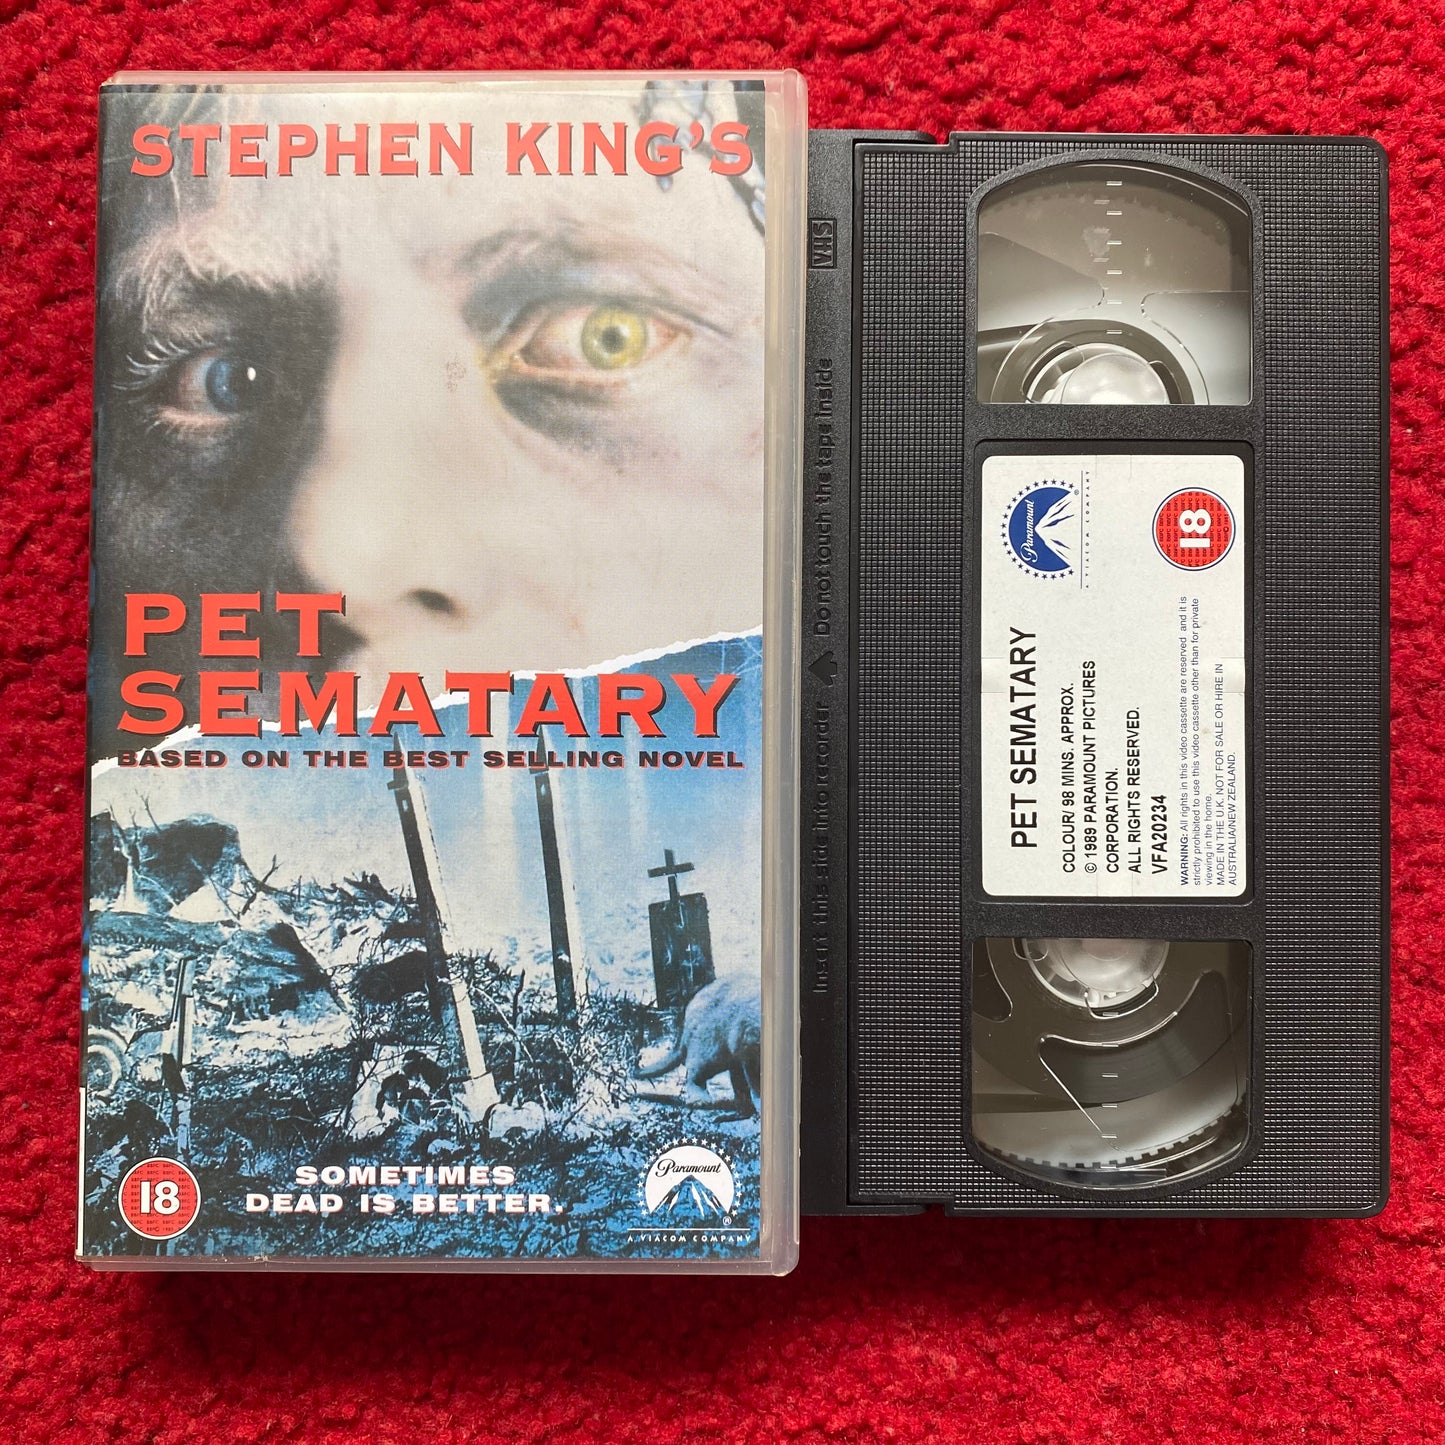 STEPHEN KING'S
PET
SEMATARY
BASED ON THE BEST SELLING NOVEL
18
SOMETIMES
DEAD IS BETTER.
Paramount
®
A VIACOM COMPANY
VHS
Insert this side into recorder Do not touch the tape inside
Paramount
®
A VIACOM COMPANY
18
PET SEMATARY
COLOUR/ 98 MINS. APPROX.
© 1989 PARAMOUNT PICTURES
CORPORATION.
ALL RIGHTS RESERVED.
VFA20234
WARNING: All rights in this video cassette are reserved and it is
strictly prohibited to use this video cassette other than for private
viewing in the home.
MADE IN THE U.K. NOT FOR SALE OR HIRE IN
AUSTRALIA/NEW ZEALAND.